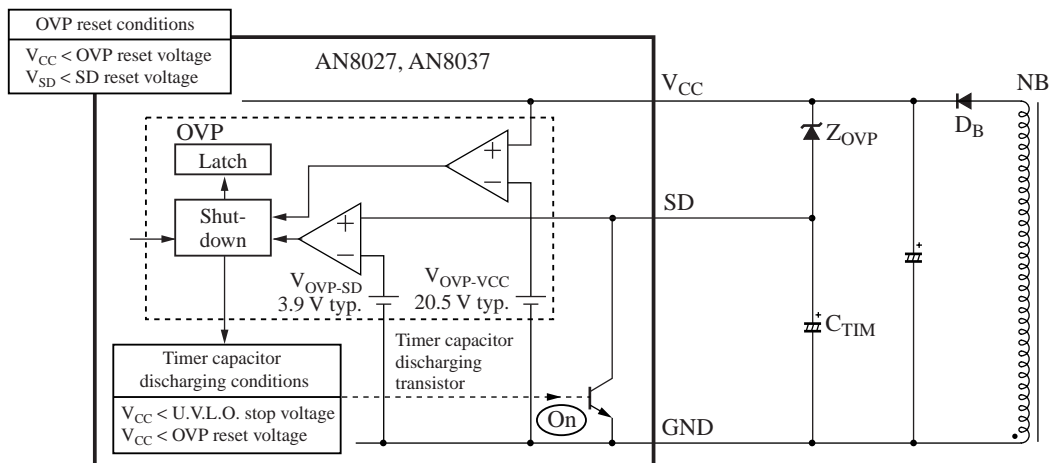 OVP reset conditions
V_CC < OVP reset voltage
V_SD < SD reset voltage
AN8027, AN8037
V_CC
NB
OVP
Z_OVP
D_B
Latch
+
−
SD
Shut-
down
+
−
V_OVP-SD
3.9 V typ.
V_OVP-VCC
20.5 V typ.
+
+
C_TIM
Timer capacitor
discharging
transistor
Timer capacitor
discharging conditions
V_CC < U.V.L.O. stop voltage
V_CC < OVP reset voltage
On
GND